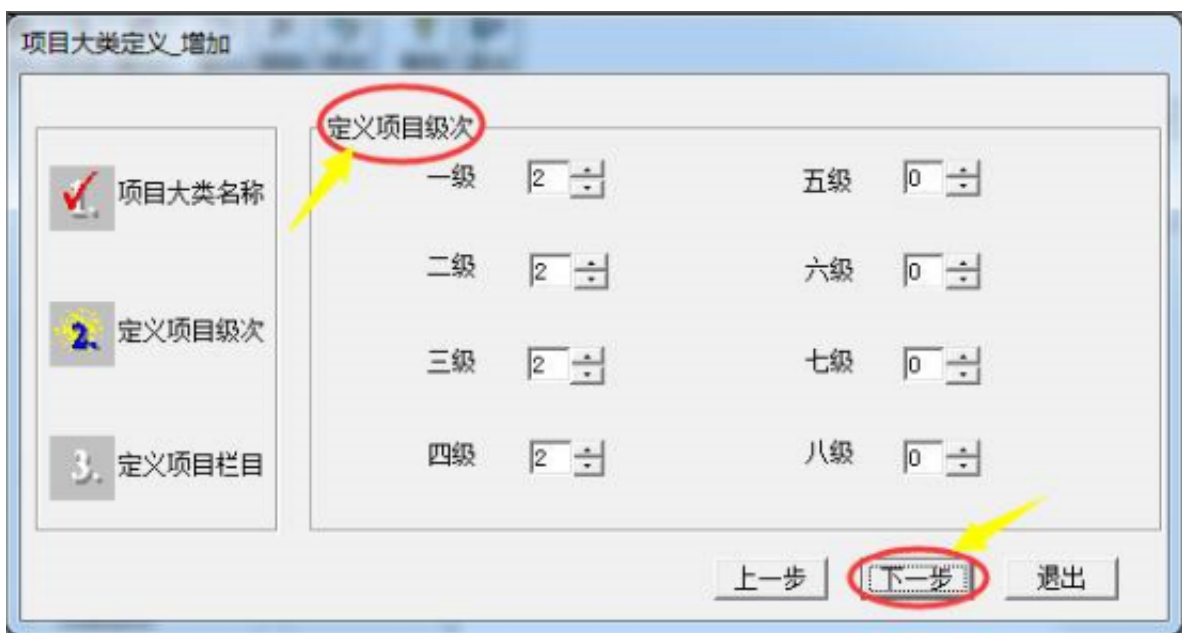 项目大类定义_增加
1. 项目大类名称
2. 定义项目级次
3. 定义项目栏目
定义项目级次
一级 2 五级 0
二级 2 六级 0
三级 2 七级 0
四级 2 八级 0
上一步 下一步 退出